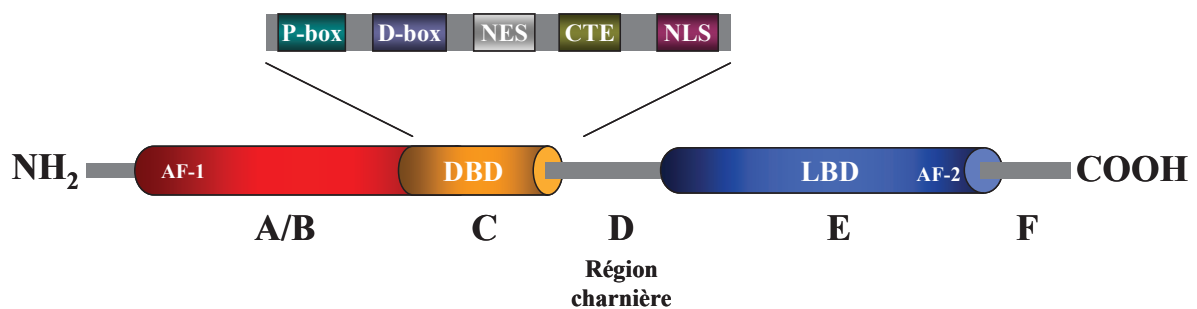 P-box D-box NES CTE NLS
NH₂ AF-1 DBD LBD AF-2 COOH
A/B C D E F
Région
charnière